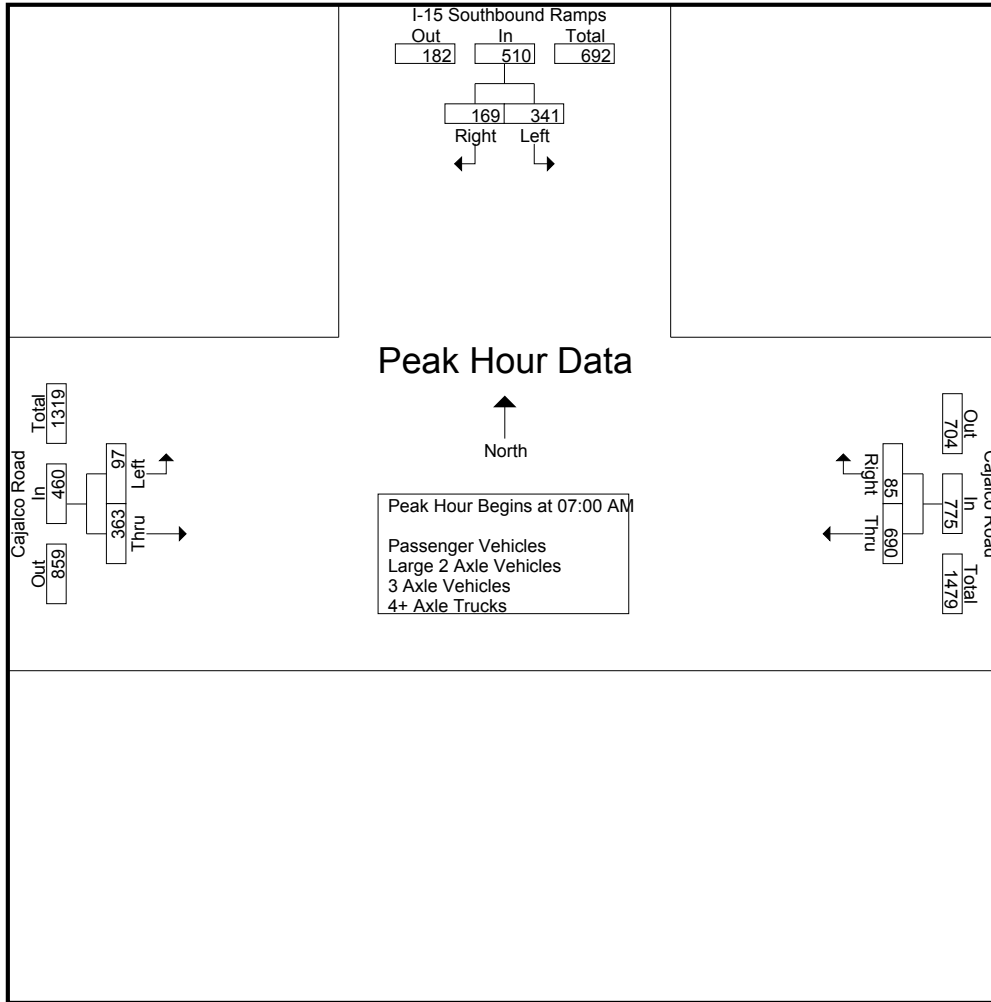 I-15 Southbound Ramps
Out In Total
182 510 692
169 341
Right Left
Peak Hour Data
North
Cajalco Road
Total In Out
1319 460 859
97 363
Left Thru
Cajalco Road
Out In Total
704 775 1479
85 690
Right Thru
Peak Hour Begins at 07:00 AM
Passenger Vehicles
Large 2 Axle Vehicles
3 Axle Vehicles
4+ Axle Trucks